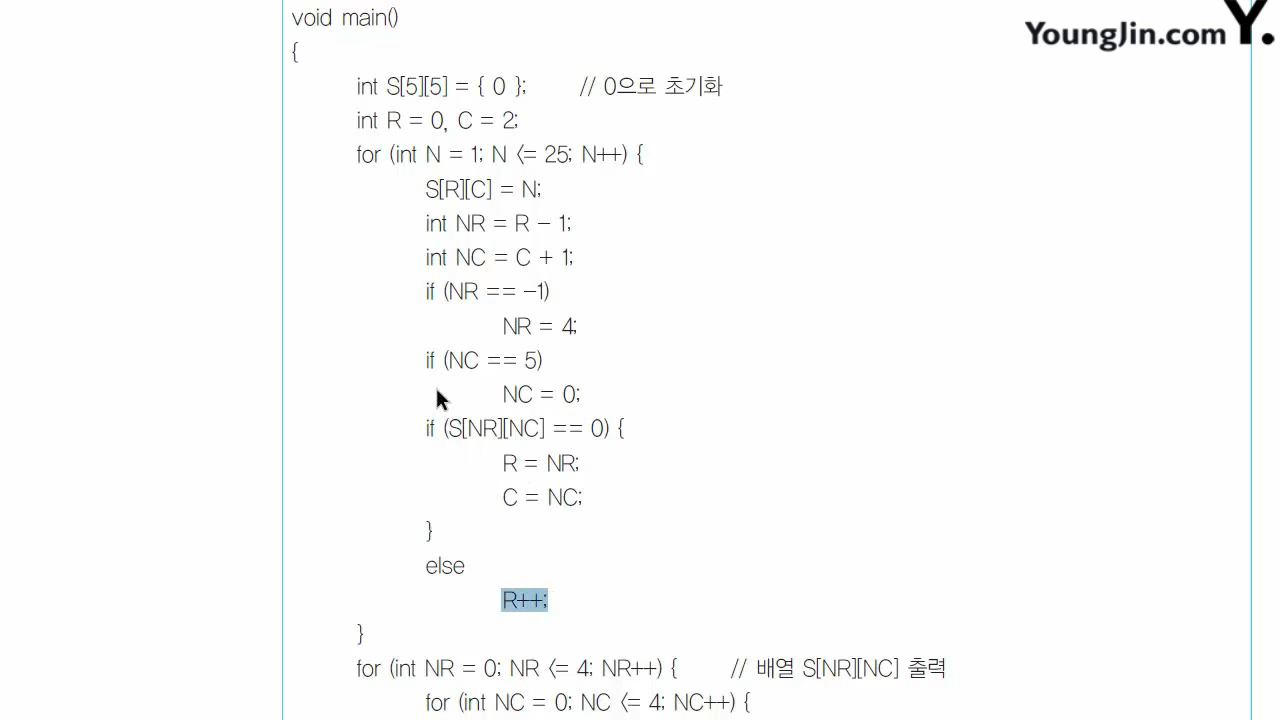 void main()
YoungJin.com Y.
{
int S[5][5] = { 0 }; // 0으로 초기화
int R = 0, C = 2;
for (int N = 1; N <= 25; N++) {
S[R][C] = N;
int NR = R - 1;
int NC = C + 1;
if (NR == -1)
NR = 4;
if (NC == 5)
NC = 0;
if (S[NR][NC] == 0) {
R = NR;
C = NC;
}
else
R++;
}
for (int NR = 0; NR <= 4; NR++) { // 배열 S[NR][NC] 출력
for (int NC = 0; NC <= 4; NC++) {